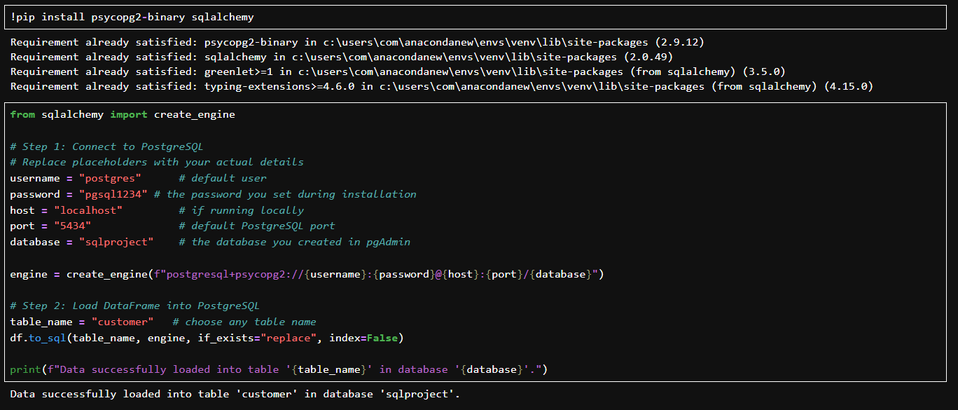 !pip install psycopg2-binary sqlalchemy
Requirement already satisfied: psycopg2-binary in c:\users\com\anacondanew\envs\venv\lib\site-packages (2.9.12)
Requirement already satisfied: sqlalchemy in c:\users\com\anacondanew\envs\venv\lib\site-packages (2.0.49)
Requirement already satisfied: greenlet>=1 in c:\users\com\anacondanew\envs\venv\lib\site-packages (from sqlalchemy) (3.5.0)
Requirement already satisfied: typing-extensions>=4.6.0 in c:\users\com\anacondanew\envs\venv\lib\site-packages (from sqlalchemy) (4.15.0)
from sqlalchemy import create_engine
# Step 1: Connect to PostgreSQL
# Replace placeholders with your actual details
username = "postgres"      # default user
password = "pgsql1234" # the password you set during installation
host = "localhost"         # if running locally
port = "5434"              # default PostgreSQL port
database = "sqlproject"    # the database you created in pgAdmin
engine = create_engine(f"postgresql+psycopg2://{username}:{password}@{host}:{port}/{database}")
# Step 2: Load DataFrame into PostgreSQL
table_name = "customer"   # choose any table name
df.to_sql(table_name, engine, if_exists="replace", index=False)
print(f"Data successfully loaded into table '{table_name}' in database '{database}'.")
Data successfully loaded into table 'customer' in database 'sqlproject'.